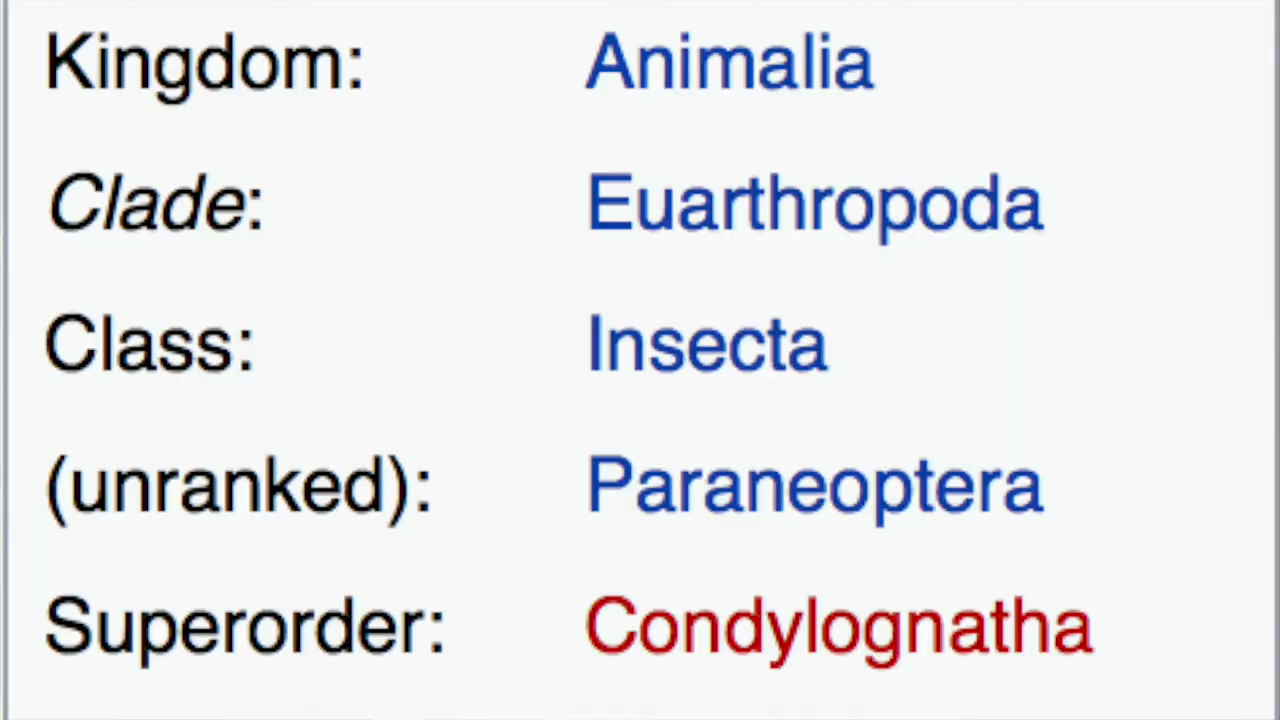 Kingdom: Animalia
Clade: Euarthropoda
Class: Insecta
(unranked): Paraneoptera
Superorder: Condylognatha